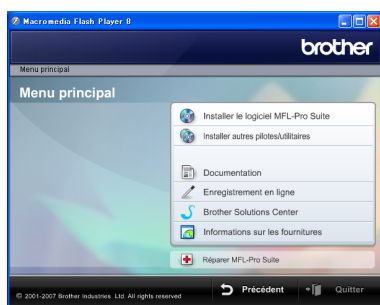 Macromedia Flash Player 8
brother
Menu principal
Menu principal
Installer le logiciel MFL-Pro Suite
Installer autres pilotes/utilitaires
Documentation
Enregistrement en ligne
Brother Solutions Center
Informations sur les fournitures
Réparer MFL-Pro Suite
© 2001-2007 Brother Industries Ltd. All rights reserved
Précédent
Quitter